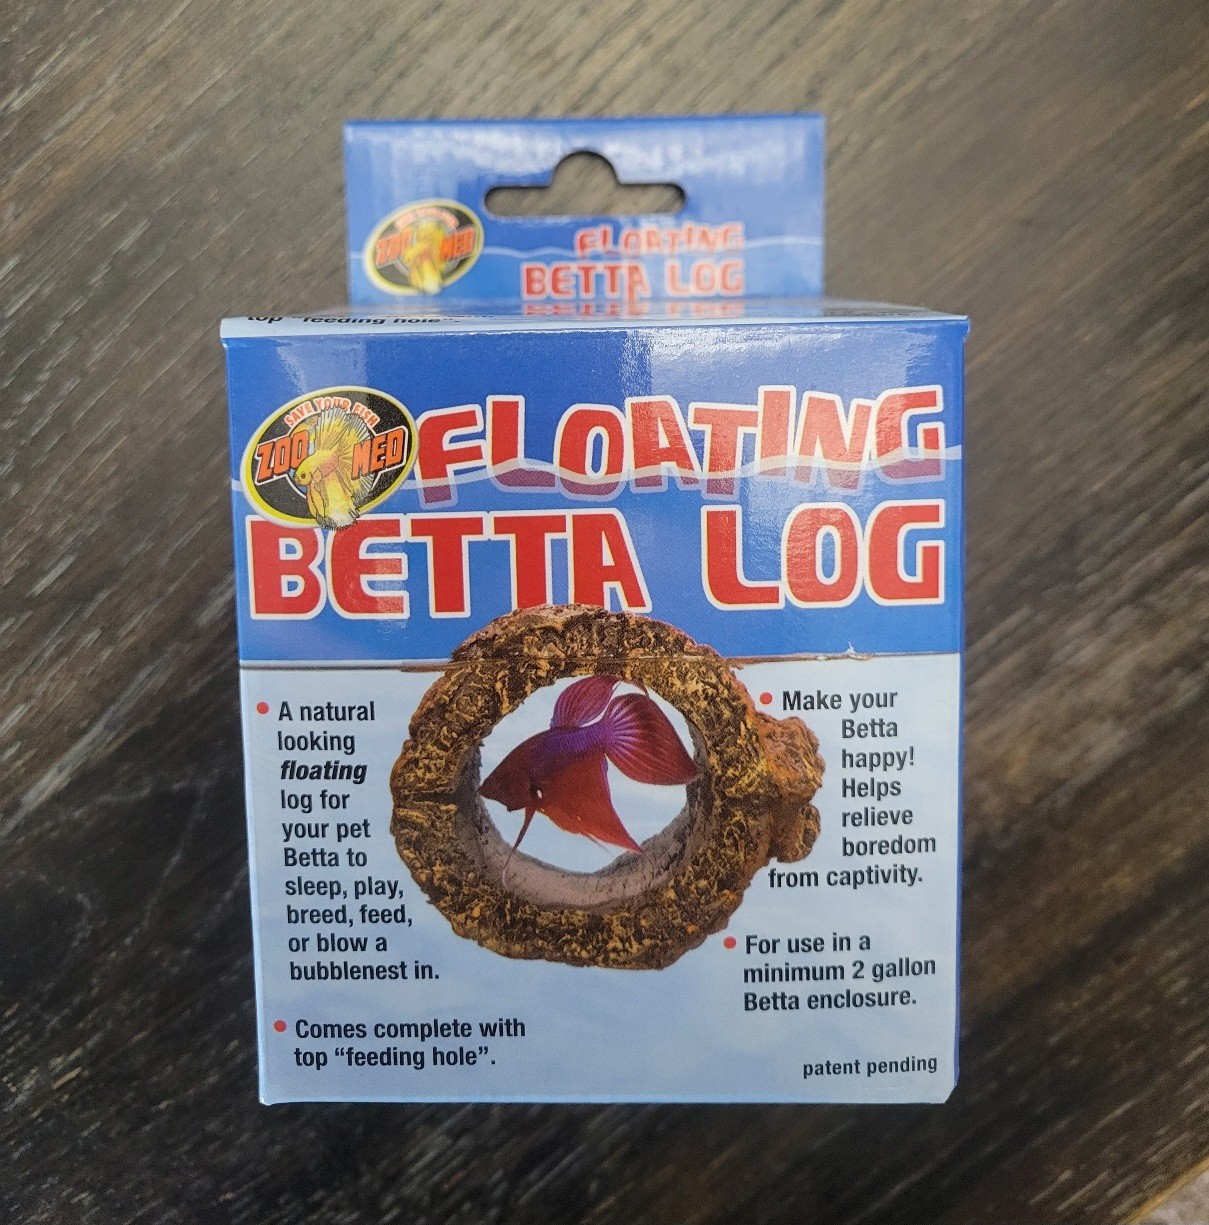 ZOO MED
FLOATING
BETTA LOG
top "feeding hole".
SAVE YOUR FISH
ZOO MED
FLOATING
BETTA LOG
A natural
looking
floating
log for
your pet
Betta to
sleep, play,
breed, feed,
or blow a
bubblenest in.
Comes complete with
top “feeding hole”.
Make your
Betta
happy!
Helps
relieve
boredom
from captivity.
For use in a
minimum 2 gallon
Betta enclosure.
patent pending